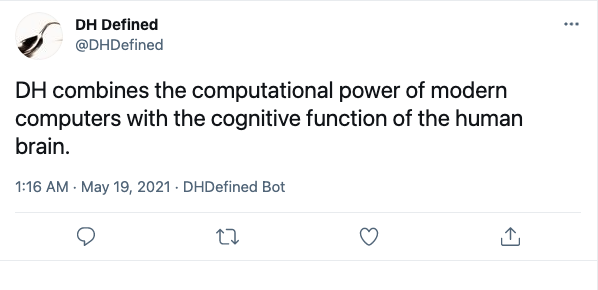 DH Defined
@DHDefined
DH combines the computational power of modern
computers with the cognitive function of the human
brain.
1:16 AM · May 19, 2021 · DHDefined Bot